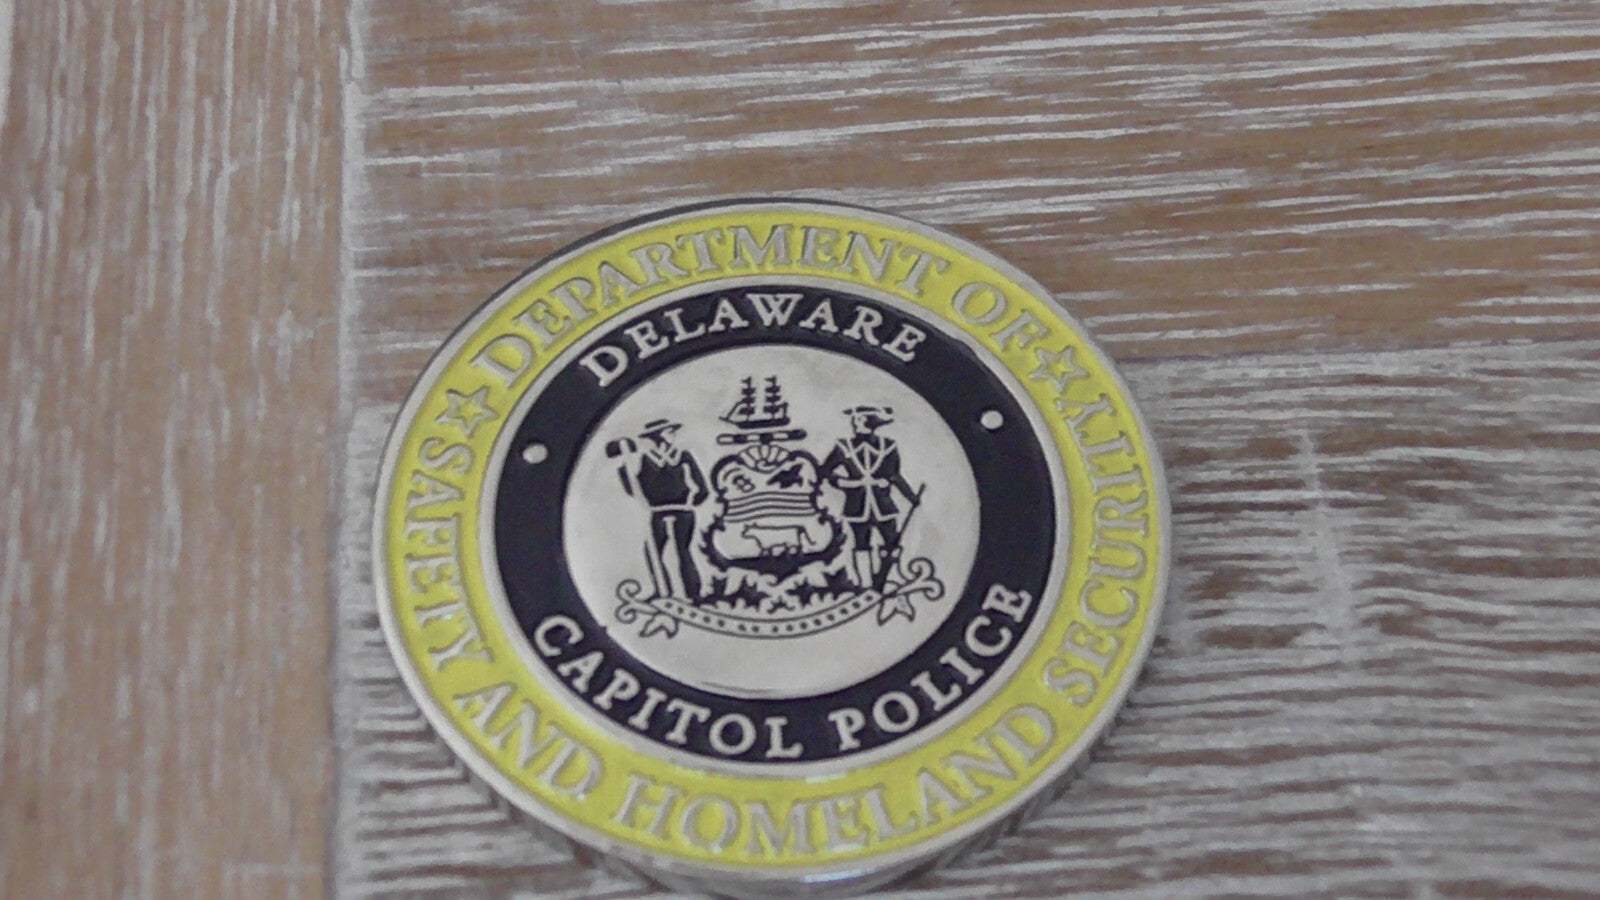 DEPARTMENT OF
SAFETY AND HOMELAND SECURITY
DELAWARE
CAPITOL POLICE